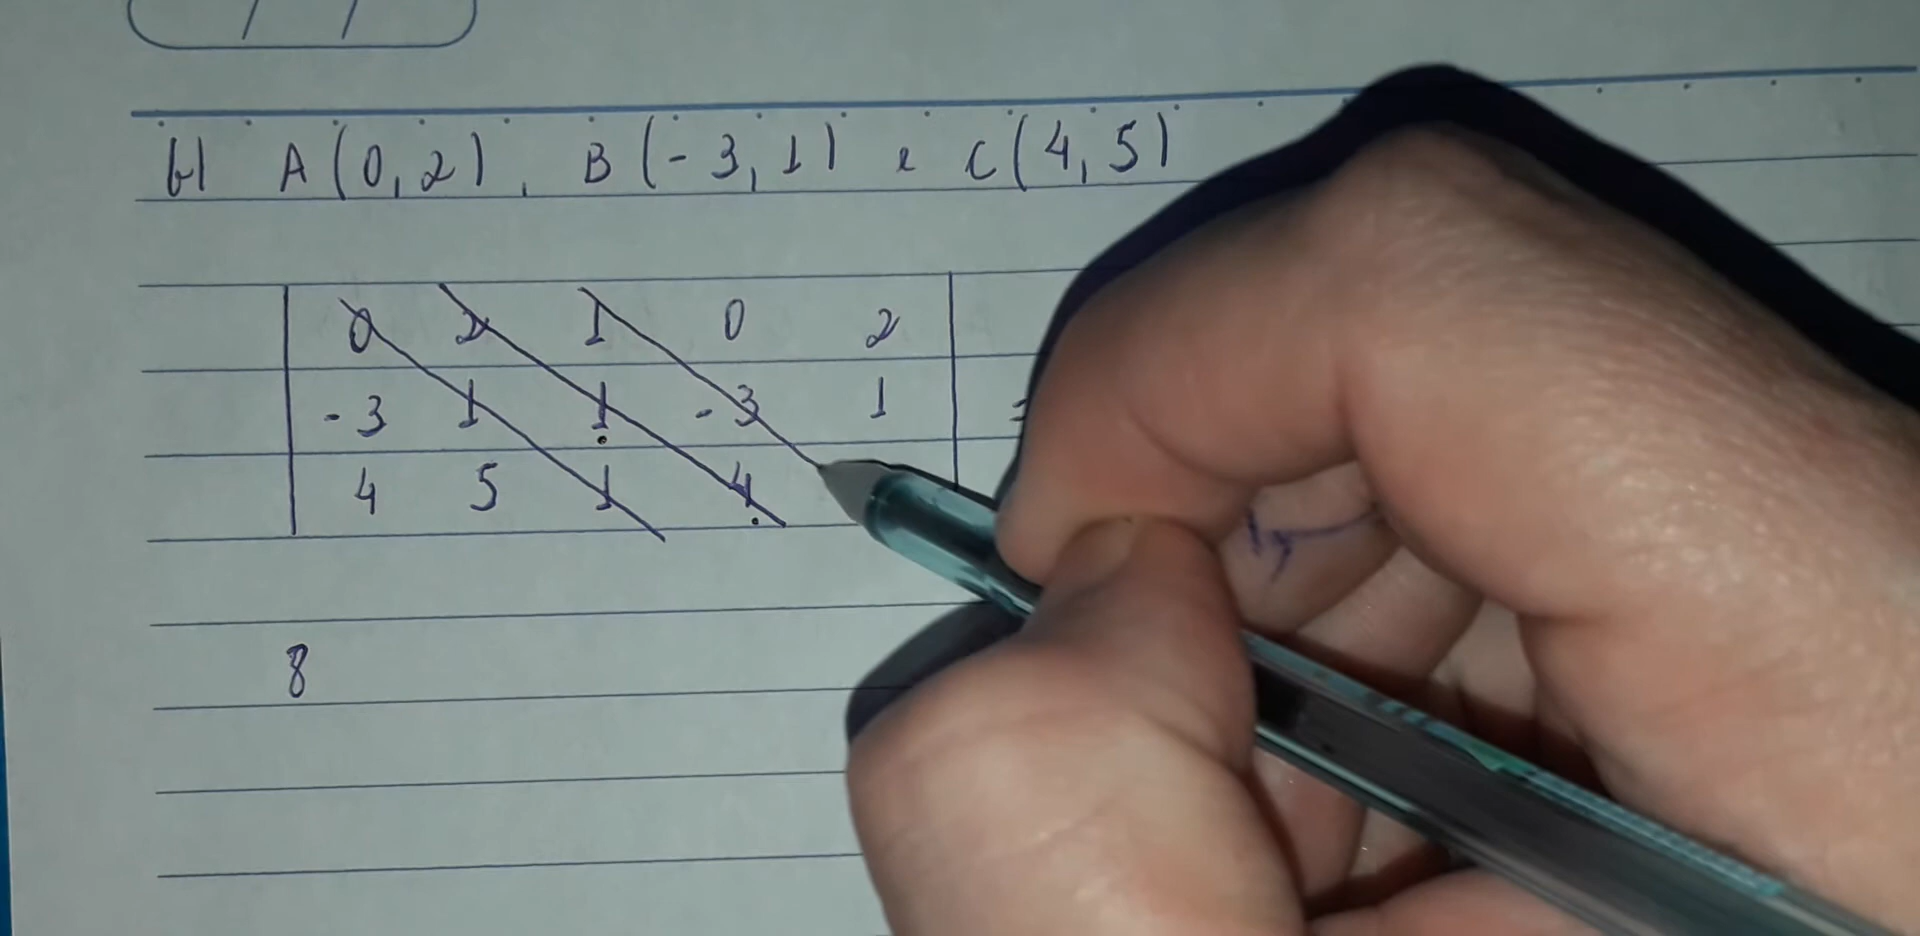 b) A(0,2), B(-3,1) e C(4,5)
0 2 1 0 2
-3 1 1 -3 1 =
4 5 1 4
8